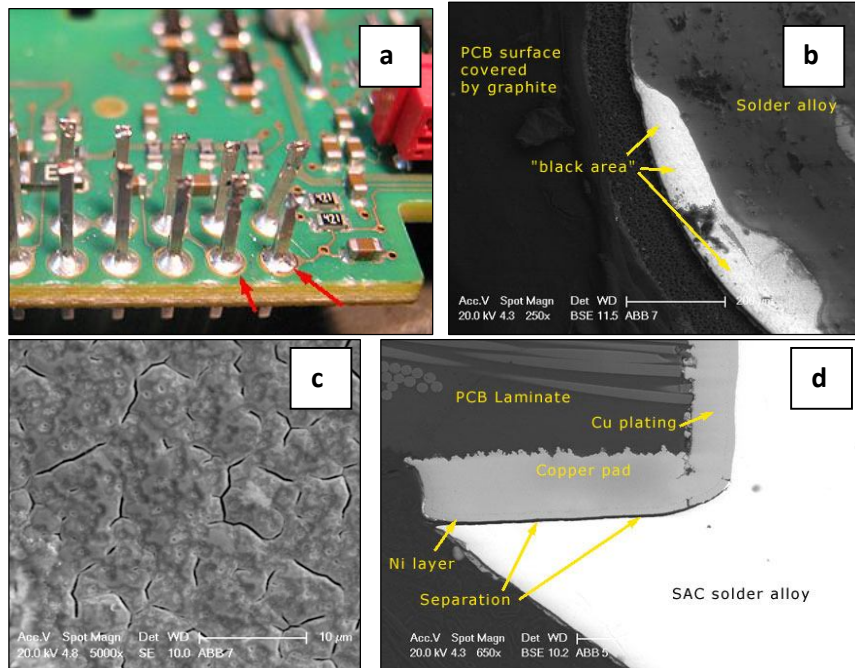 a
E
421
421
b
PCB surface
covered
by graphite
Solder alloy
"black area"
Acc.V Spot Magn Det WD
20.0 kV 4.3 250x BSE 11.5 ABB 7
c
Acc.V Spot Magn Det WD 10 µm
20.0 kV 4.8 5000x SE 10.0 ABB 7
d
PCB Laminate
Cu plating
Copper pad
Ni layer
Separation
SAC solder alloy
Acc.V Spot Magn Det WD
20.0 kV 4.3 650x BSE 10.2 ABB 5